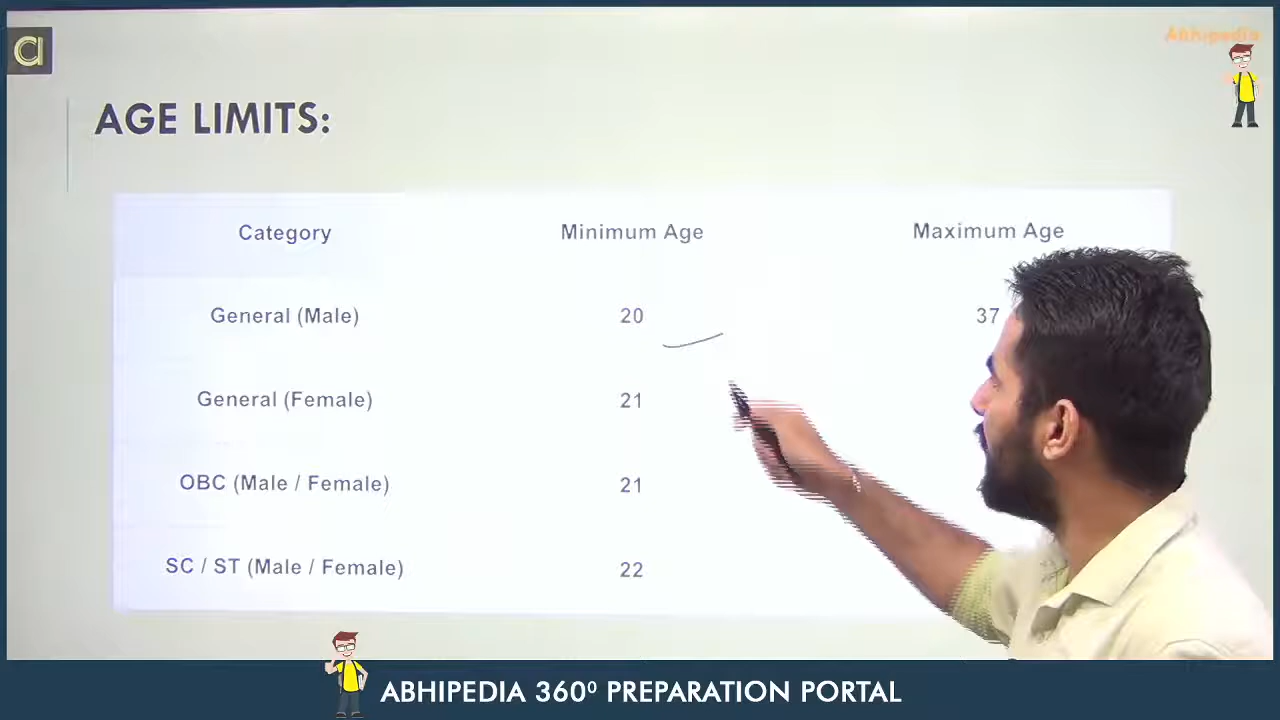 Abhipedia
AGE LIMITS:
Category Minimum Age Maximum Age
General (Male) 20 37
General (Female) 21
OBC (Male / Female) 21
SC / ST (Male / Female) 22
ABHIPEDIA 360⁰ PREPARATION PORTAL